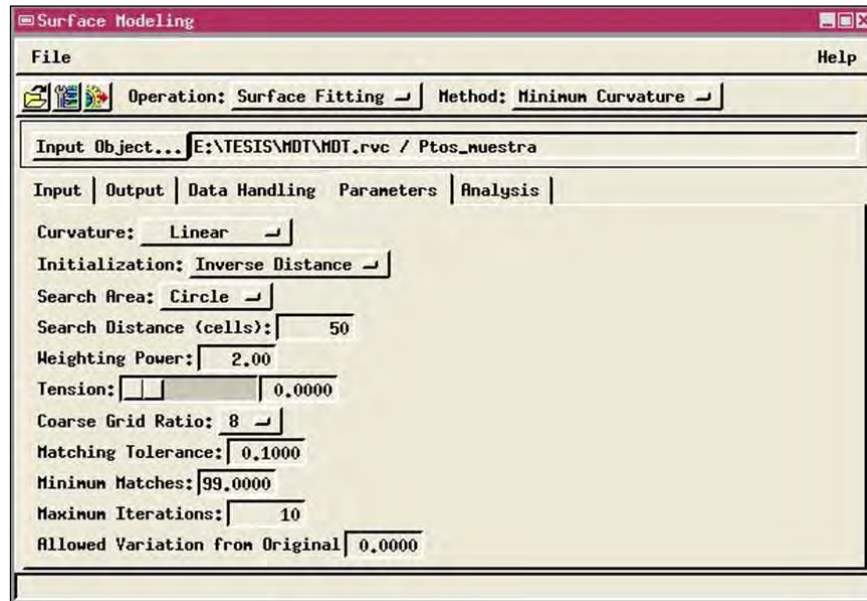 Surface Modeling
File Help
Operation: Surface Fitting Method: Minimum Curvature
Input Object... E:\TESIS\MDT\MDT.rvc / Ptos_muestra
Input Output Data Handling Parameters Analysis
Curvature: Linear
Initialization: Inverse Distance
Search Area: Circle
Search Distance (cells): 50
Weighting Power: 2.00
Tension: 0.0000
Coarse Grid Ratio: 8
Matching Tolerance: 0.1000
Minimum Matches: 99.0000
Maximum Iterations: 10
Allowed Variation from Original 0.0000